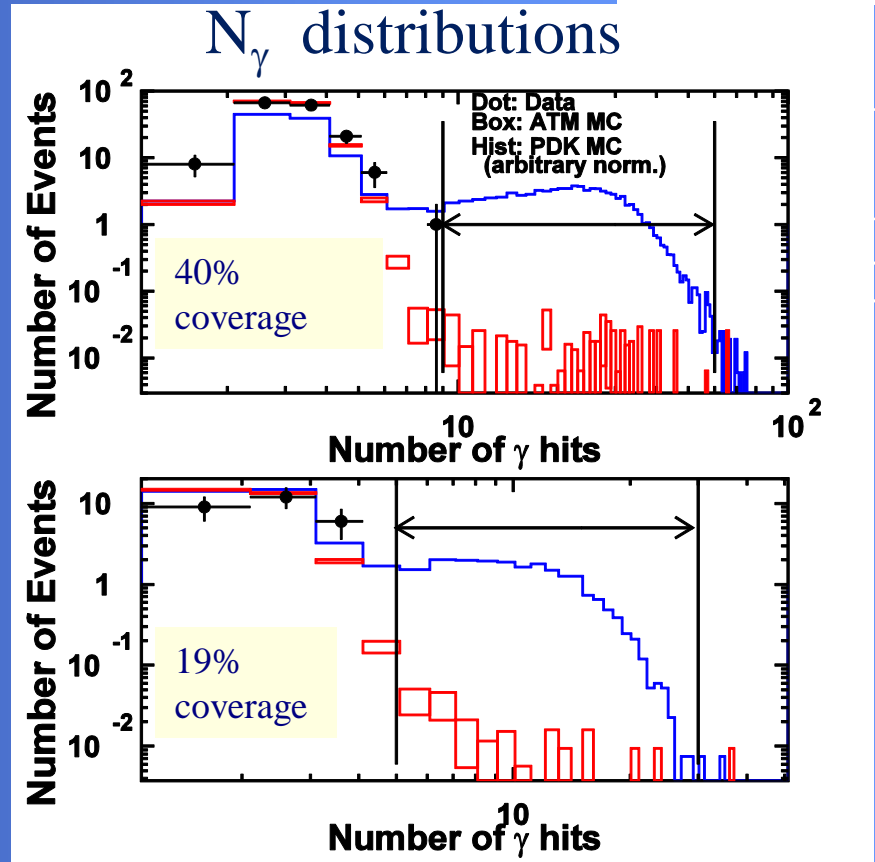 Nγ distributions
Number of Events
10 2
10
1
10 -1
10 -2
Dot: Data
Box: ATM MC
Hist: PDK MC
(arbitrary norm.)
40%
coverage
10
10 2
Number of γ hits
Number of Events
10
1
10 -1
10 -2
19%
coverage
10
Number of γ hits